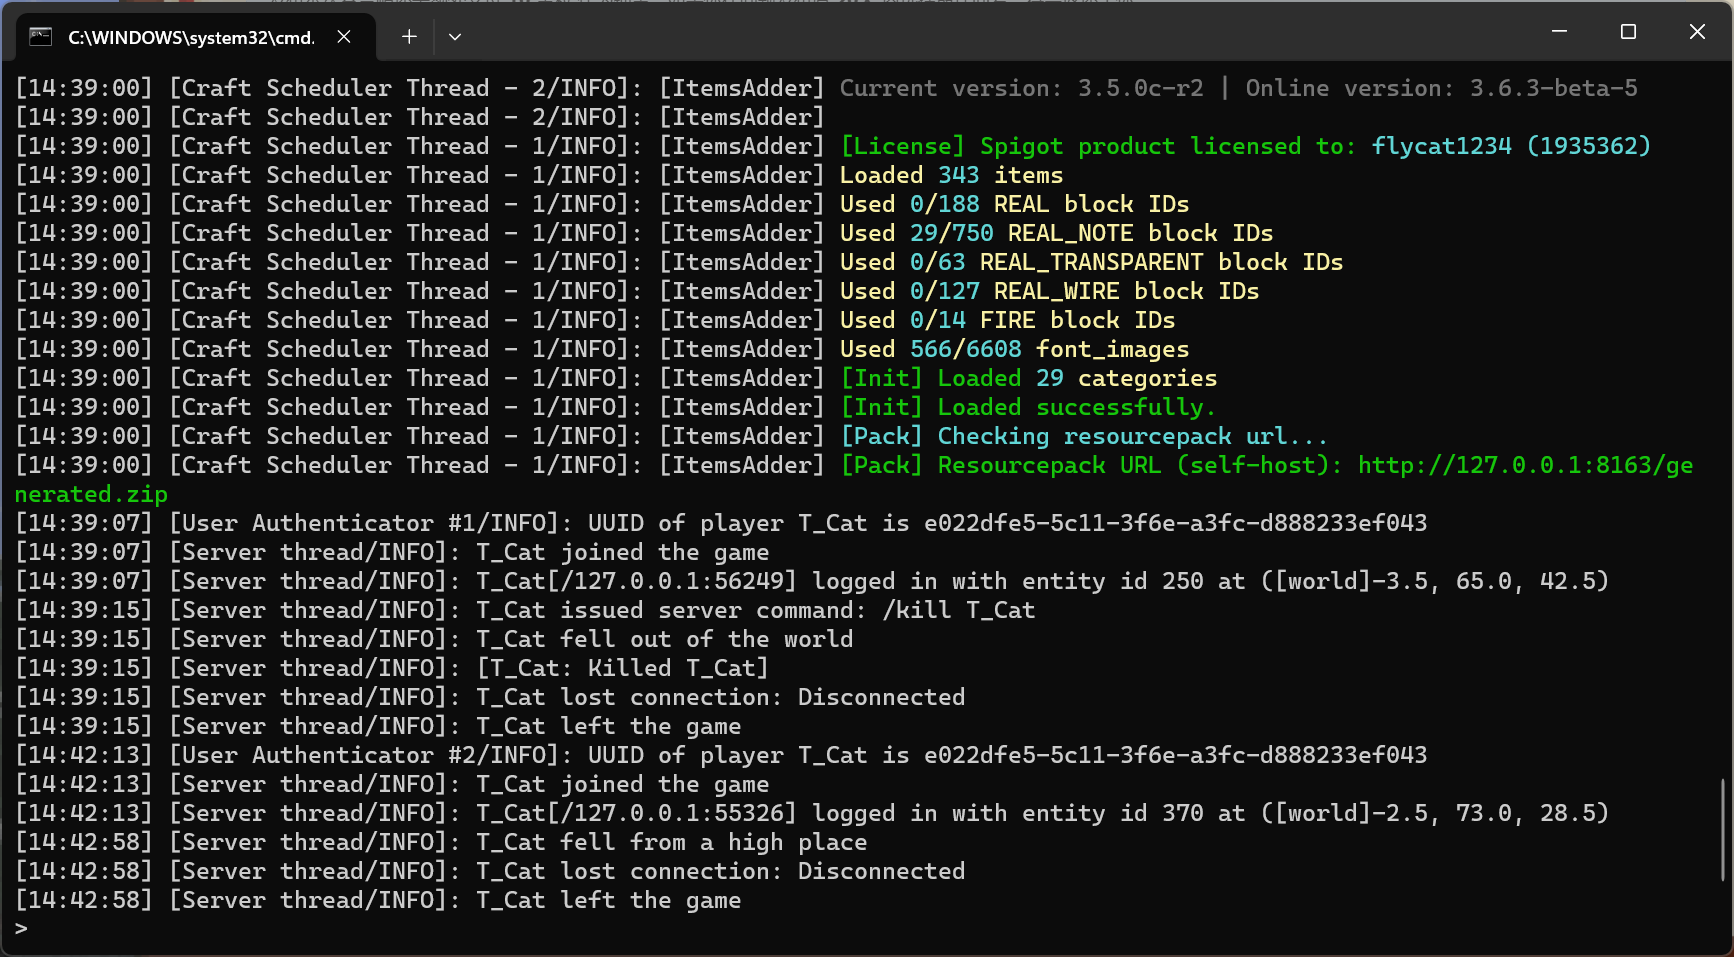 C:\WINDOWS\system32\cmd.
[14:39:00] [Craft Scheduler Thread - 2/INFO]: [ItemsAdder] Current version: 3.5.0c-r2 | Online version: 3.6.3-beta-5
[14:39:00] [Craft Scheduler Thread - 2/INFO]: [ItemsAdder]
[14:39:00] [Craft Scheduler Thread - 1/INFO]: [ItemsAdder] [License] Spigot product licensed to: flycat1234 (1935362)
[14:39:00] [Craft Scheduler Thread - 1/INFO]: [ItemsAdder] Loaded 343 items
[14:39:00] [Craft Scheduler Thread - 1/INFO]: [ItemsAdder] Used 0/188 REAL block IDs
[14:39:00] [Craft Scheduler Thread - 1/INFO]: [ItemsAdder] Used 29/750 REAL_NOTE block IDs
[14:39:00] [Craft Scheduler Thread - 1/INFO]: [ItemsAdder] Used 0/63 REAL_TRANSPARENT block IDs
[14:39:00] [Craft Scheduler Thread - 1/INFO]: [ItemsAdder] Used 0/127 REAL_WIRE block IDs
[14:39:00] [Craft Scheduler Thread - 1/INFO]: [ItemsAdder] Used 0/14 FIRE block IDs
[14:39:00] [Craft Scheduler Thread - 1/INFO]: [ItemsAdder] Used 566/6608 font_images
[14:39:00] [Craft Scheduler Thread - 1/INFO]: [ItemsAdder] [Init] Loaded 29 categories
[14:39:00] [Craft Scheduler Thread - 1/INFO]: [ItemsAdder] [Init] Loaded successfully.
[14:39:00] [Craft Scheduler Thread - 1/INFO]: [ItemsAdder] [Pack] Checking resourcepack url...
[14:39:00] [Craft Scheduler Thread - 1/INFO]: [ItemsAdder] [Pack] Resourcepack URL (self-host): http://127.0.0.1:8163/ge
nerated.zip
[14:39:07] [User Authenticator #1/INFO]: UUID of player T_Cat is e022dfe5-5c11-3f6e-a3fc-d888233ef043
[14:39:07] [Server thread/INFO]: T_Cat joined the game
[14:39:07] [Server thread/INFO]: T_Cat[/127.0.0.1:56249] logged in with entity id 250 at ([world]-3.5, 65.0, 42.5)
[14:39:15] [Server thread/INFO]: T_Cat issued server command: /kill T_Cat
[14:39:15] [Server thread/INFO]: T_Cat fell out of the world
[14:39:15] [Server thread/INFO]: [T_Cat: Killed T_Cat]
[14:39:15] [Server thread/INFO]: T_Cat lost connection: Disconnected
[14:39:15] [Server thread/INFO]: T_Cat left the game
[14:42:13] [User Authenticator #2/INFO]: UUID of player T_Cat is e022dfe5-5c11-3f6e-a3fc-d888233ef043
[14:42:13] [Server thread/INFO]: T_Cat joined the game
[14:42:13] [Server thread/INFO]: T_Cat[/127.0.0.1:55326] logged in with entity id 370 at ([world]-2.5, 73.0, 28.5)
[14:42:58] [Server thread/INFO]: T_Cat fell from a high place
[14:42:58] [Server thread/INFO]: T_Cat lost connection: Disconnected
[14:42:58] [Server thread/INFO]: T_Cat left the game
>